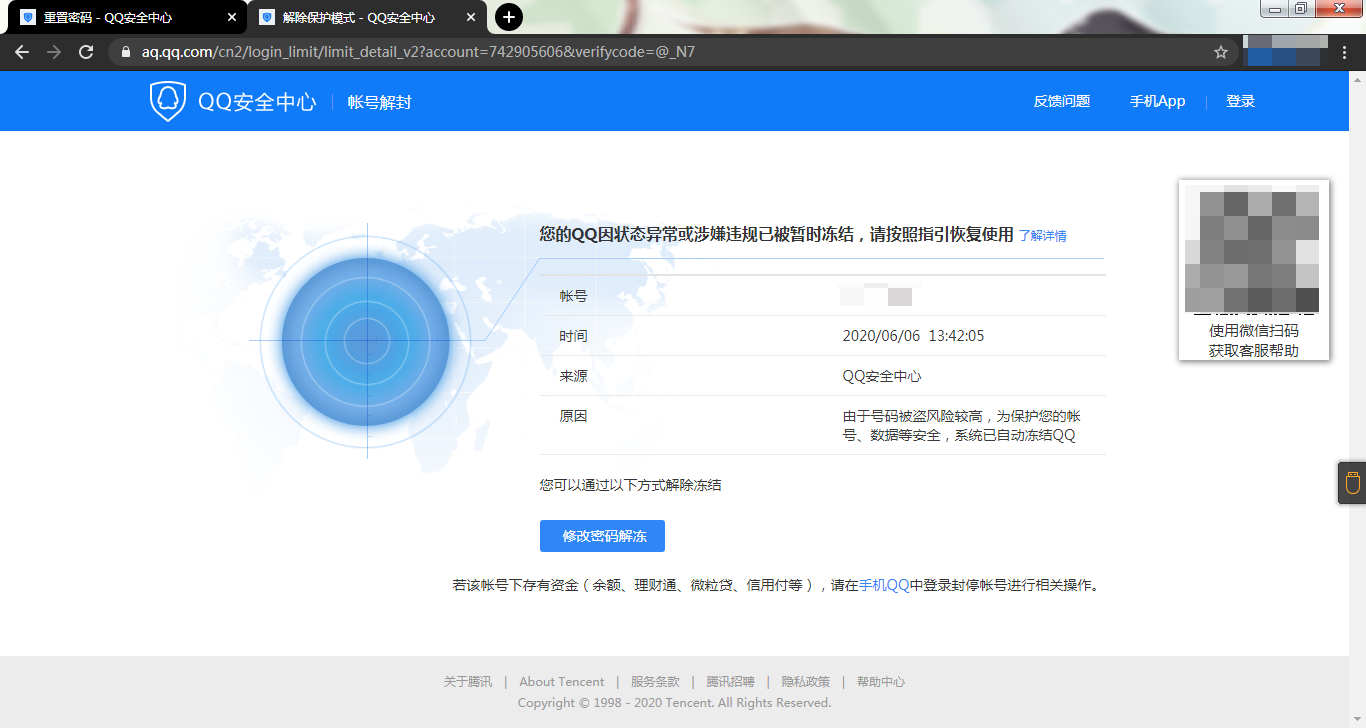 重置密码 - QQ安全中心
解除保护模式 - QQ安全中心
aq.qq.com/cn2/login_limit/limit_detail_v2?account=742905606&verifycode=@_N7
QQ安全中心 | 帐号解封
反馈问题 手机App | 登录
您的QQ因状态异常或涉嫌违规已被暂时冻结，请按照指引恢复使用 了解详情
帐号
时间 2020/06/06 13:42:05
来源 QQ安全中心
原因 由于号码被盗风险较高，为保护您的帐
号、数据等安全，系统已自动冻结QQ
您可以通过以下方式解除冻结
修改密码解冻
若该帐号下存有资金（余额、理财通、微粒贷、信用付等），请在手机QQ中登录封停帐号进行相关操作。
使用微信扫码
获取客服帮助
关于腾讯 | About Tencent | 服务条款 | 腾讯招聘 | 隐私政策 | 帮助中心
Copyright © 1998 - 2020 Tencent. All Rights Reserved.